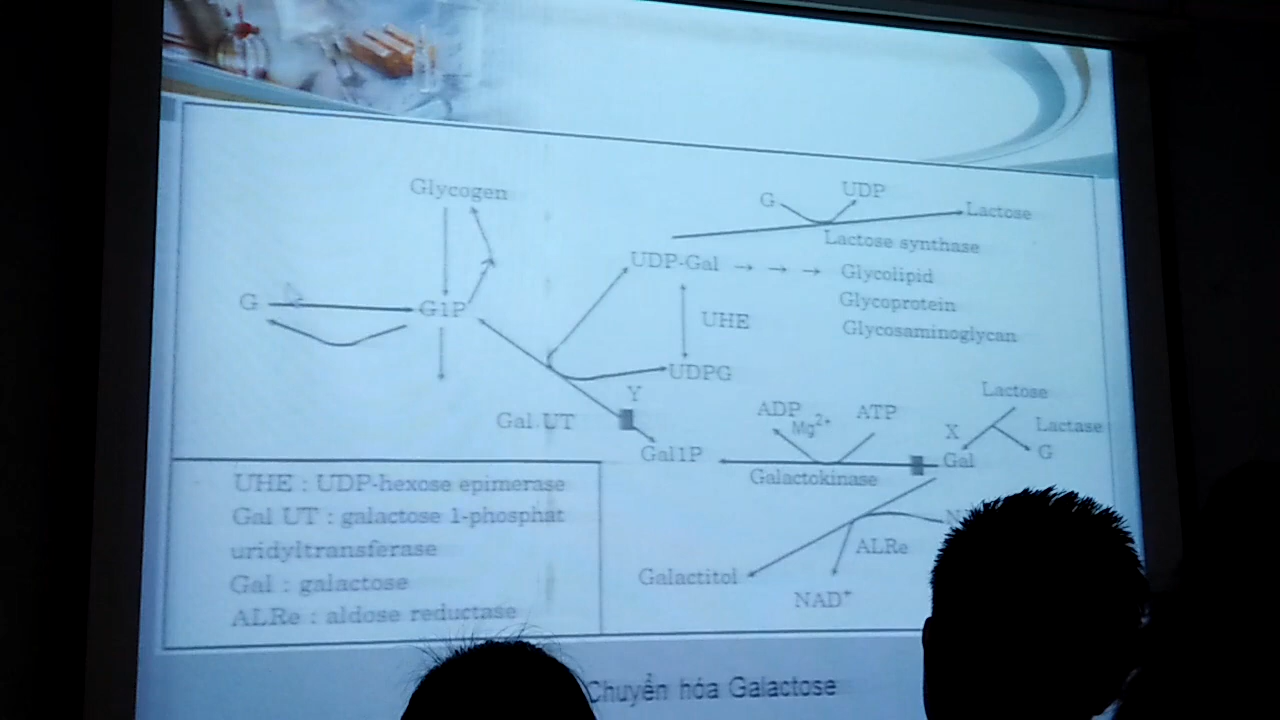 Glycogen
G
UDP
Lactose
Lactose synthase
UDP-Gal
Glycolipid
Glycoprotein
Glycosaminoglycan
G
G1P
UHE
UDPG
Y
Gal UT
Gal1P
ADP
Mg2+
ATP
Galactokinase
Lactose
Lactase
X
Gal
G
ALRe
Galactitol
NAD+
UHE : UDP-hexose epimerase
Gal UT : galactose 1-phosphat
uridyltransferase
Gal : galactose
ALRe : aldose reductase
Chuyển hóa Galactose